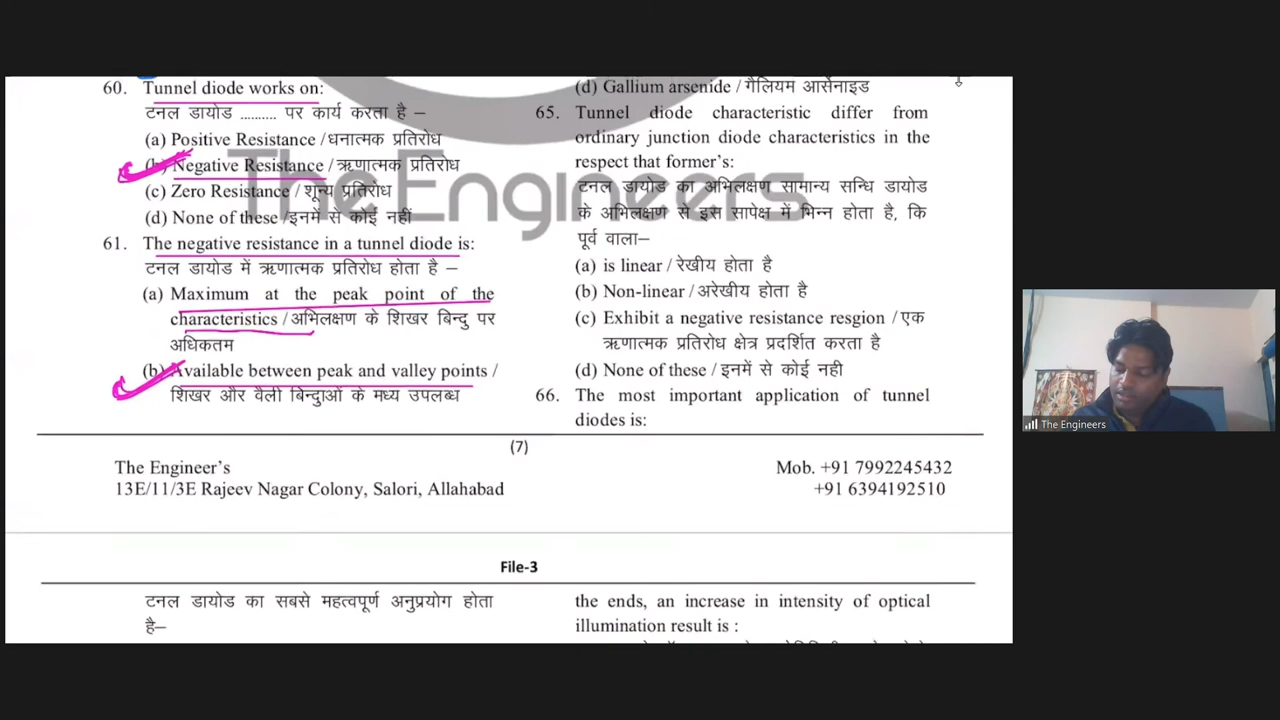 60. Tunnel diode works on:
टनल डायोड .......... पर कार्य करता है –
(a) Positive Resistance / धनात्मक प्रतिरोध
(b) Negative Resistance / ऋणात्मक प्रतिरोध
(c) Zero Resistance / शून्य प्रतिरोध
(d) None of these / इनमें से कोई नहीं
61. The negative resistance in a tunnel diode is:
टनल डायोड में ऋणात्मक प्रतिरोध होता है –
(a) Maximum at the peak point of the
characteristics / अभिलक्षण के शिखर बिन्दु पर
अधिकतम
(b) Available between peak and valley points /
शिखर और वैली बिन्दुओं के मध्य उपलब्ध
(d) Gallium arsenide / गैलियम आर्सेनाइड
65. Tunnel diode characteristic differ from
ordinary junction diode characteristics in the
respect that former's:
टनल डायोड का अभिलक्षण सामान्य सन्धि डायोड
के अभिलक्षण से इस सापेक्ष में भिन्न होता है, कि
पूर्व वाला–
(a) is linear / रेखीय होता है
(b) Non-linear / अरेखीय होता है
(c) Exhibit a negative resistance resgion / एक
ऋणात्मक प्रतिरोध क्षेत्र प्रदर्शित करता है
(d) None of these / इनमें से कोई नही
66. The most important application of tunnel
diodes is:
The Engineers
(7)
The Engineer's
13E/11/3E Rajeev Nagar Colony, Salori, Allahabad
Mob. +91 7992245432
+91 6394192510
File-3
टनल डायोड का सबसे महत्वपूर्ण अनुप्रयोग होता
है–
the ends, an increase in intensity of optical
illumination result is :
The Engineers